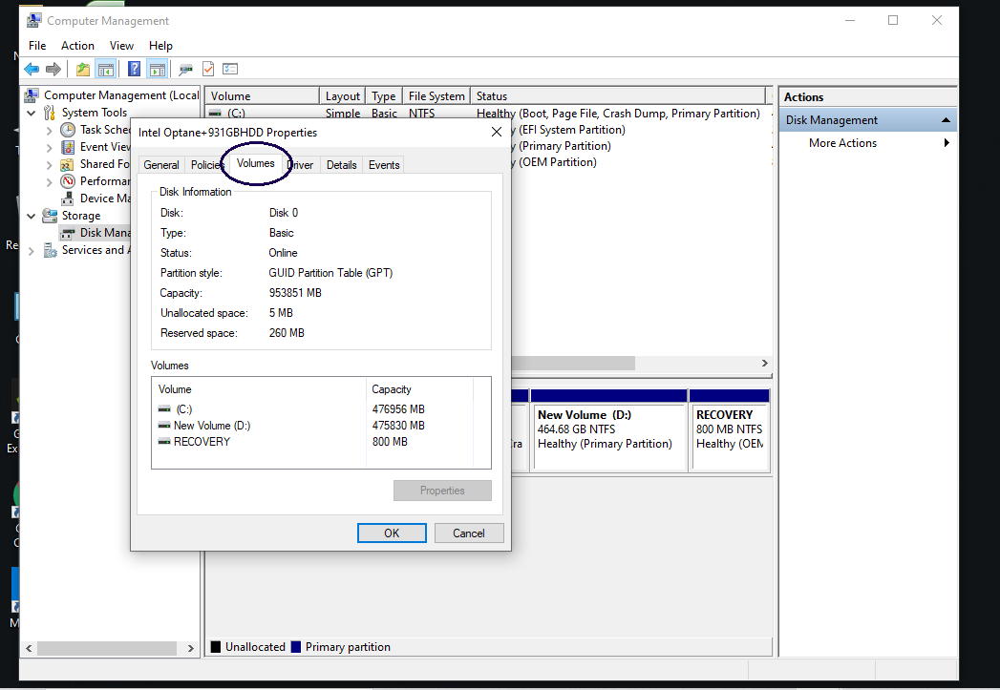 Computer Management
File Action View Help
Computer Management (Local
System Tools
Task Sche
Event View
Shared Fo
Performan
Device Ma
Storage
Disk Mana
Services and A
Volume Layout Type File System Status
(C:) Simple Basic NTFS Healthy (Boot, Page File, Crash Dump, Primary Partition)
y (EFI System Partition)
y (Primary Partition)
y (OEM Partition)
Actions
Disk Management
More Actions
Intel Optane+931GBHDD Properties
General Policies Volumes Driver Details Events
Disk Information
Disk: Disk 0
Type: Basic
Status: Online
Partition style: GUID Partition Table (GPT)
Capacity: 953851 MB
Unallocated space: 5 MB
Reserved space: 260 MB
Volumes
Volume Capacity
(C:) 476956 MB
New Volume (D:) 475830 MB
RECOVERY 800 MB
Properties
OK Cancel
Cra
New Volume (D:)
464.68 GB NTFS
Healthy (Primary Partition)
RECOVERY
800 MB NTFS
Healthy (OEM
Unallocated Primary partition